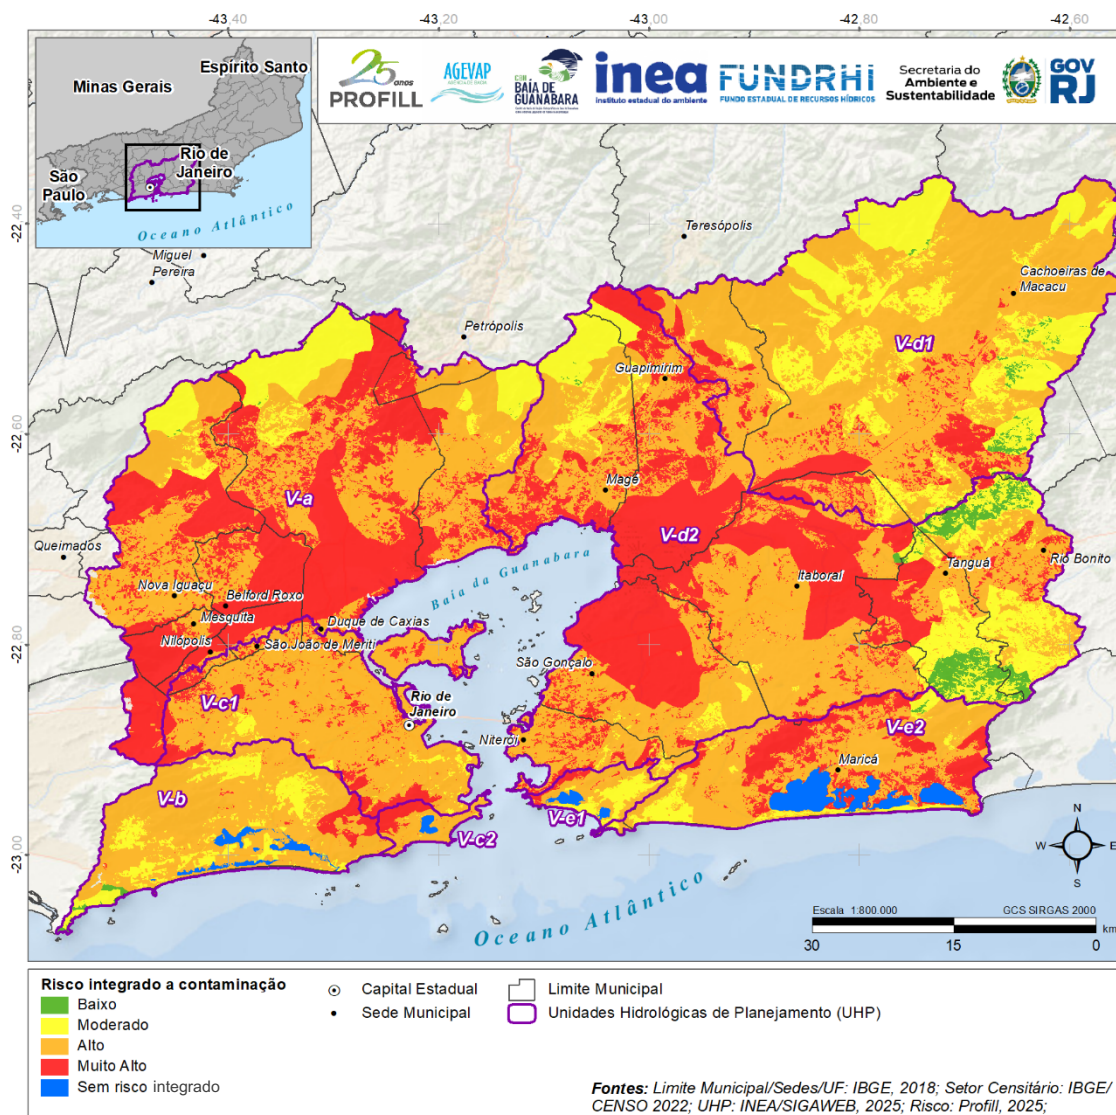 -43,40
-43,20
-43,00
-42,80
-42,60
Espírito Santo
Minas Gerais
Rio de
Janeiro
São
Paulo
Oceano Atlântico
25 anos
PROFILL
AGEVAP
CBH
BAÍA DE
GUANABARA
inea
instituto estadual do ambiente
FUNDRHI
FUNDO ESTADUAL DE RECURSOS HÍDRICOS
Secretaria do
Ambiente e
Sustentabilidade
GOV
RJ
-22,40
-22,60
-22,80
-23,00
Miguel
Pereira
Teresópolis
Cachoeiras de
Macacu
Petrópolis
V-d1
Guapimirim
Magé
V-a
V-d2
Queimados
Baía da Guanabara
Rio Bonito
Tanguá
Itaboraí
Nova Iguaçu
Belford Roxo
Mesquita
Duque de Caxias
Nilópolis
São João de Meriti
São Gonçalo
V-c1
Rio de
Janeiro
Niterói
V-e2
Maricá
V-b
V-e1
V-c2
Oceano Atlântico
N
W
E
S
Escala 1:800.000
GCS SIRGAS 2000
km
30
15
0
Risco integrado a contaminação
Baixo
Moderado
Alto
Muito Alto
Sem risco integrado
Capital Estadual
Sede Municipal
Limite Municipal
Unidades Hidrológicas de Planejamento (UHP)
Fontes: Limite Municipal/Sedes/UF: IBGE, 2018; Setor Censitário: IBGE/
CENSO 2022; UHP: INEA/SIGAWEB, 2025; Risco: Profill, 2025;